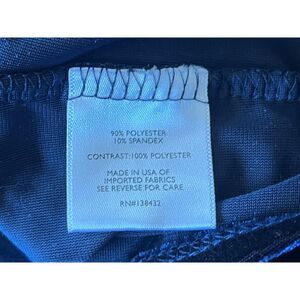 90% POLYESTER
10% SPANDEX
CONTRAST: 100% POLYESTER
MADE IN USA OF
IMPORTED FABRICS
SEE REVERSE FOR CARE
RN#138432